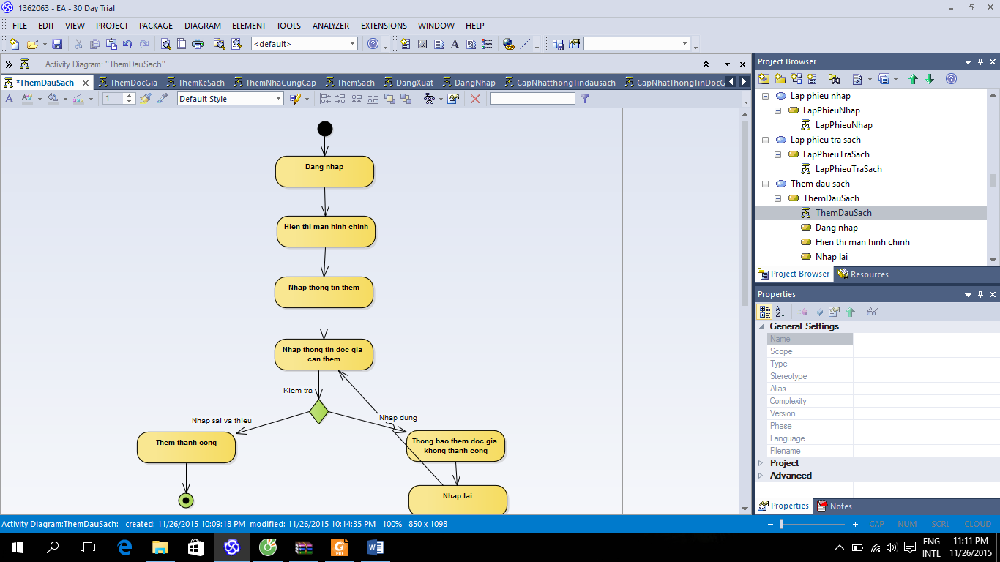 1362063 - EA - 30 Day Trial
FILE EDIT VIEW PROJECT PACKAGE DIAGRAM ELEMENT TOOLS ANALYZER EXTENSIONS WINDOW HELP
<default>
Activity Diagram: "ThemDauSach"
*ThemDauSach ThemDocGia ThemKeSach ThemNhaCungCap ThemSach DangXuat DangNhap CapNhatthongTindausach CapNhatThongTinDocG
1 Default Style
Dang nhap
Hien thi man hinh chinh
Nhap thong tin them
Nhap thong tin doc gia
can them
Kiem tra
Nhap sai va thieu
Nhap dung
Them thanh cong
Thong bao them doc gia
khong thanh cong
Nhap lai
Project Browser
Lap phieu nhap
LapPhieuNhap
LapPhieuNhap
Lap phieu tra sach
LapPhieuTraSach
LapPhieuTraSach
Them dau sach
ThemDauSach
ThemDauSach
Dang nhap
Hien thi man hinh chinh
Nhap lai
Project Browser Resources
Properties
General Settings
Name
Scope
Type
Stereotype
Alias
Complexity
Version
Phase
Language
Filename
Project
Advanced
Properties Notes
Activity Diagram:ThemDauSach: created: 11/26/2015 10:09:18 PM modified: 11/26/2015 10:14:35 PM 100% 850 x 1098
CAP NUM SCRL CLOUD
ENG
INTL
11:11 PM
11/26/2015